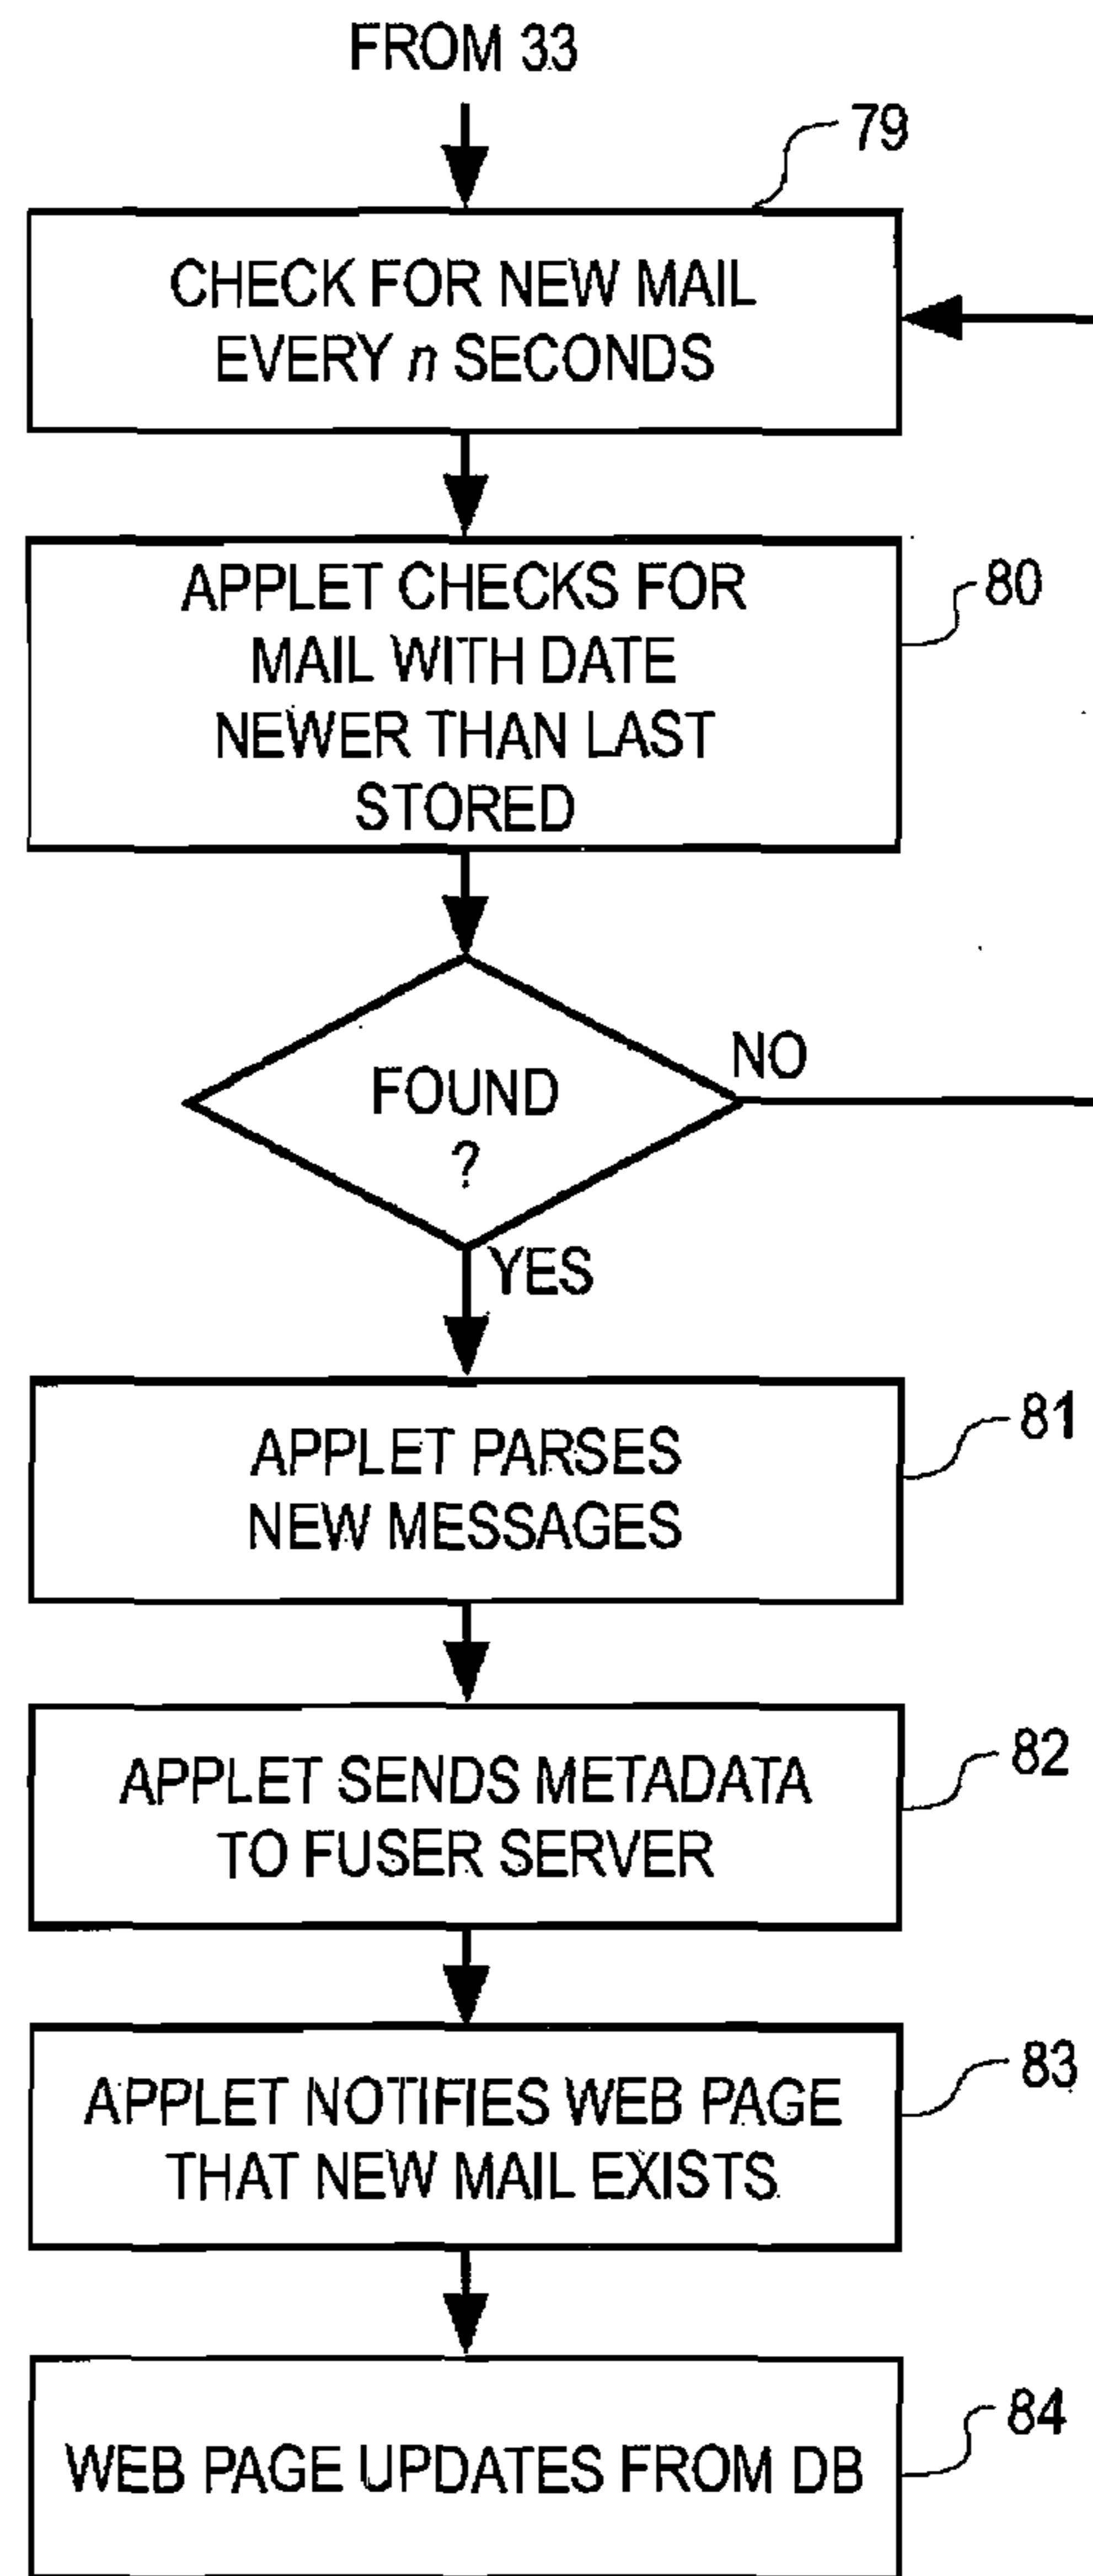 FROM 33
79
CHECK FOR NEW MAIL
EVERY n SECONDS
APPLET CHECKS FOR
MAIL WITH DATE
NEWER THAN LAST
STORED
80
FOUND
?
NO
YES
APPLET PARSES
NEW MESSAGES
81
APPLET SENDS METADATA
TO FUSER SERVER
82
APPLET NOTIFIES WEB PAGE
THAT NEW MAIL EXISTS
83
WEB PAGE UPDATES FROM DB
84